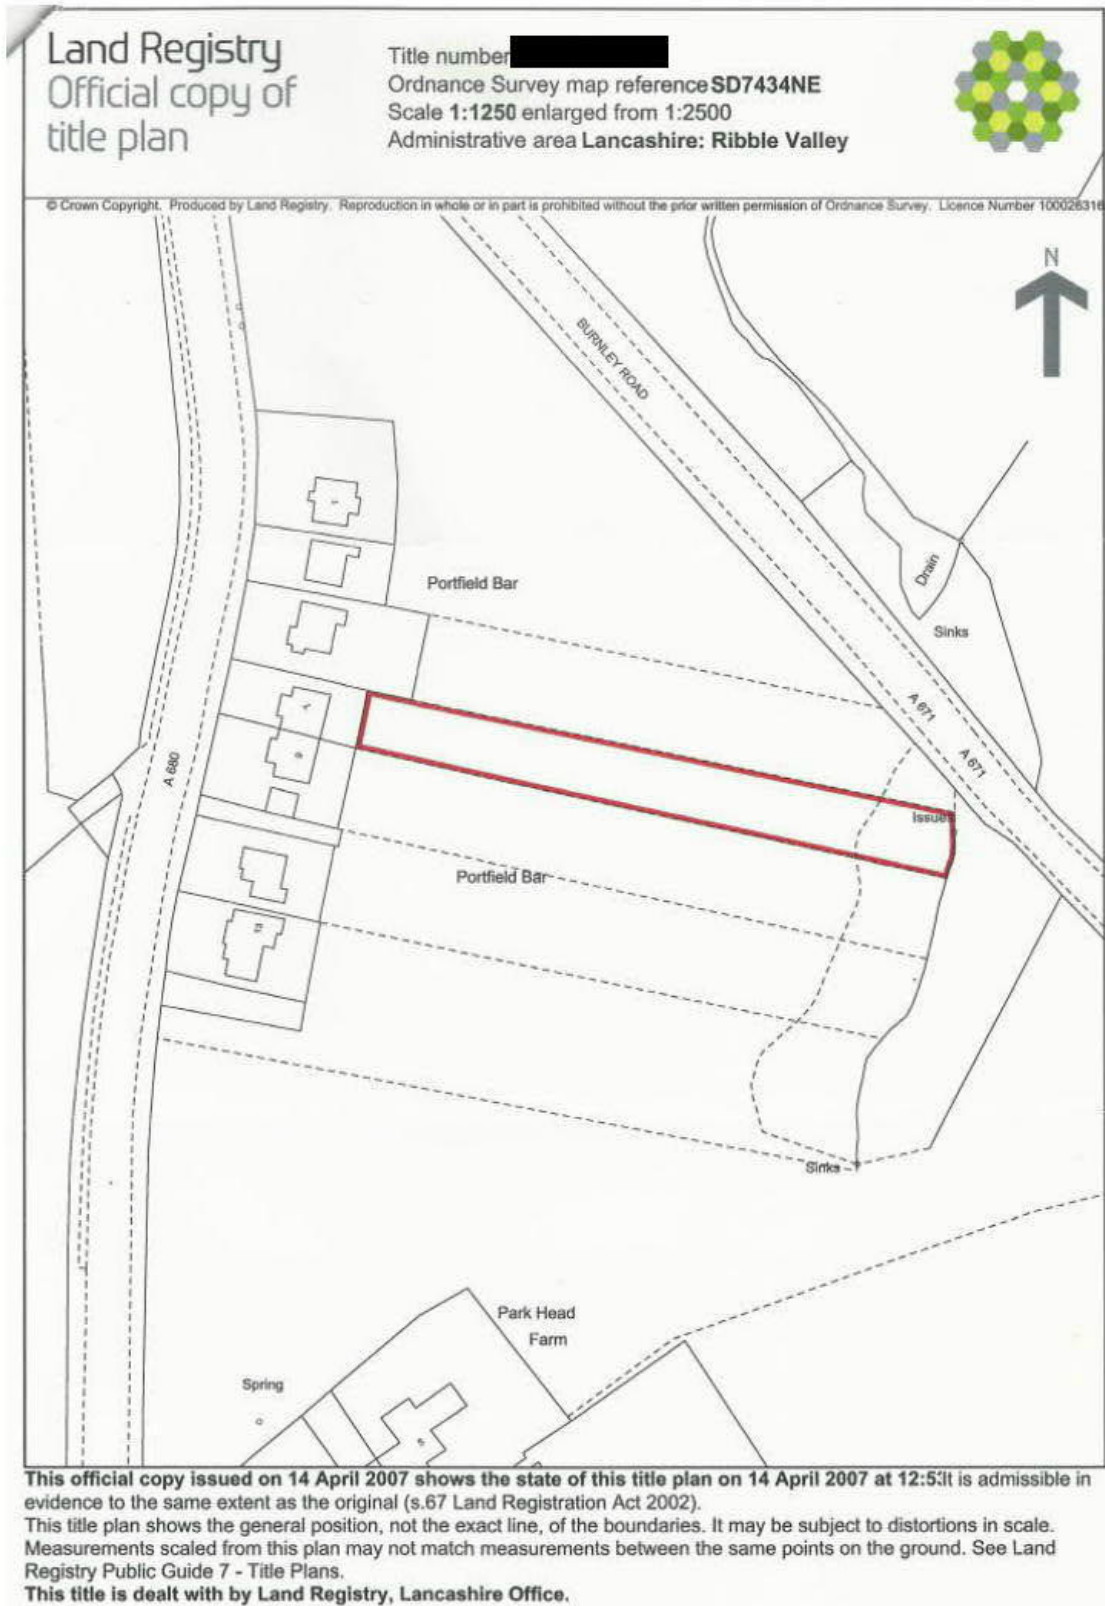 Land Registry
Official copy of
title plan
Title number
Ordnance Survey map reference SD7434NE
Scale 1:1250 enlarged from 1:2500
Administrative area Lancashire: Ribble Valley
© Crown Copyright. Produced by Land Registry. Reproduction in whole or in part is prohibited without the prior written permission of Ordnance Survey. Licence Number 100026316
N
BURNLEY ROAD
1
Portfield Bar
Drain
Sinks
A 671
A 671
7
9
A 680
Issues
Portfield Bar
13
Sinks
Park Head
Farm
Spring
5
This official copy issued on 14 April 2007 shows the state of this title plan on 14 April 2007 at 12:5 It is admissible in
evidence to the same extent as the original (s.67 Land Registration Act 2002).
This title plan shows the general position, not the exact line, of the boundaries. It may be subject to distortions in scale.
Measurements scaled from this plan may not match measurements between the same points on the ground. See Land
Registry Public Guide 7 - Title Plans.
This title is dealt with by Land Registry, Lancashire Office.